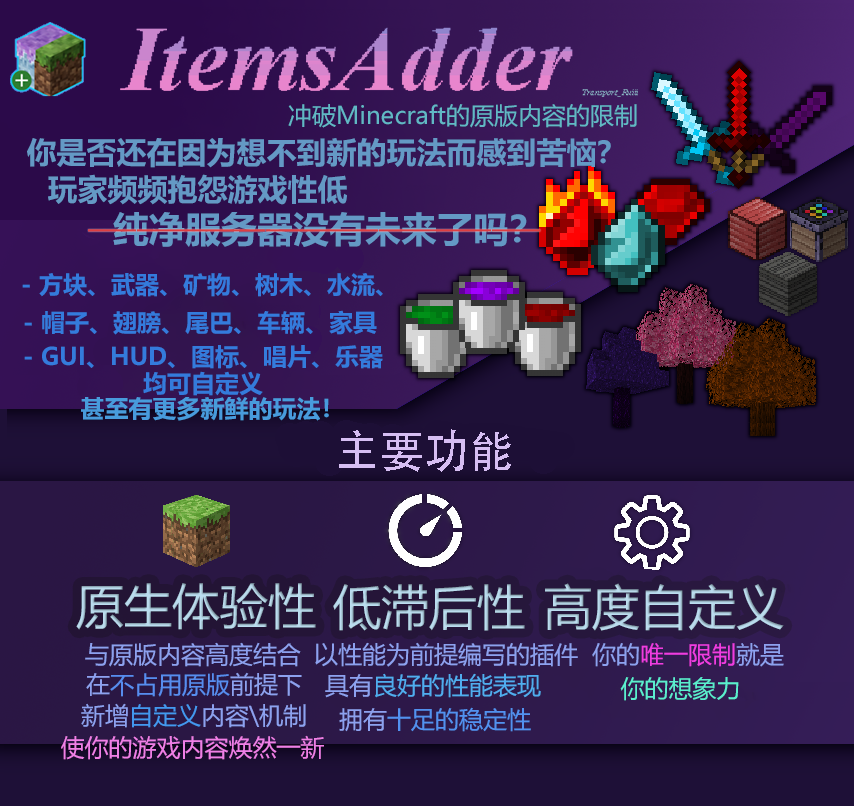 ItemsAdder
Transport_Ruii
冲破Minecraft的原版内容的限制
你是否还在因为想不到新的玩法而感到苦恼?
玩家频频抱怨游戏性低
纯净服务器没有未来了吗?
- 方块、武器、矿物、树木、水流、
- 帽子、翅膀、尾巴、车辆、家具
- GUI、HUD、图标、唱片、乐器
均可自定义
甚至有更多新鲜的玩法!
主要功能
原生体验性 低滞后性 高度自定义
与原版内容高度结合
在不占用原版前提下
新增自定义内容\机制
使你的游戏内容焕然一新
以性能为前提编写的插件
具有良好的性能表现
拥有十足的稳定性
你的唯一限制就是
你的想象力